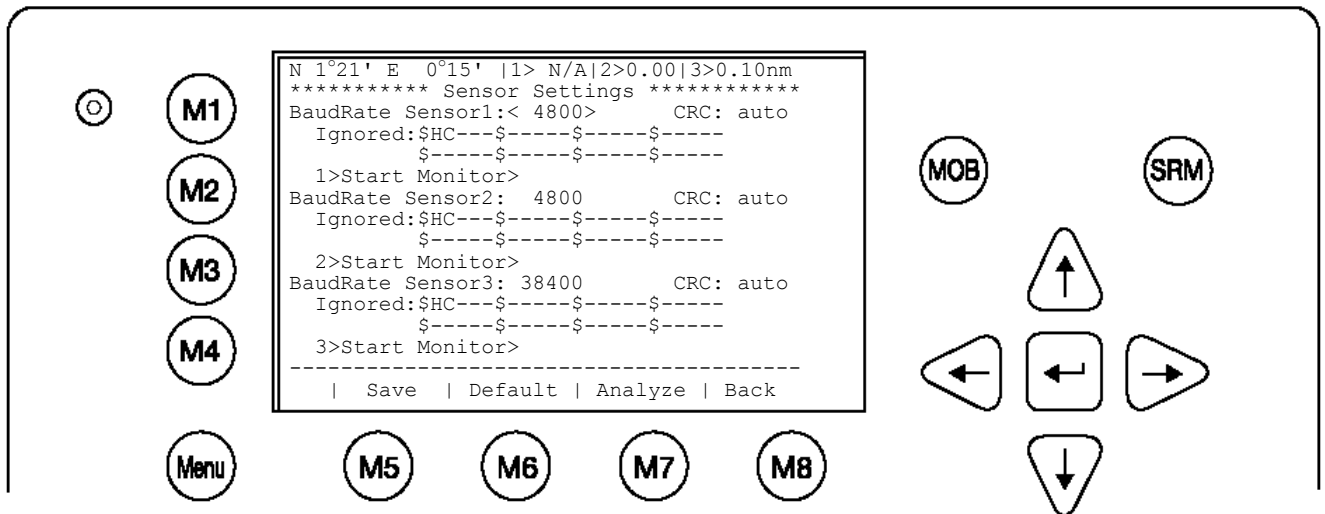 N 1°21' E 0°15' |1> N/A|2>0.00|3>0.10nm
*********** Sensor Settings ************
BaudRate Sensor1:< 4800> CRC: auto
Ignored:$HC---$-----$-----$-----
$-----$-----$-----$-----
1>Start Monitor>
BaudRate Sensor2: 4800 CRC: auto
Ignored:$HC---$-----$-----$-----
$-----$-----$-----$-----
2>Start Monitor>
BaudRate Sensor3: 38400 CRC: auto
Ignored:$HC---$-----$-----$-----
$-----$-----$-----$-----
3>Start Monitor>
----------------------------------------
| Save | Default | Analyze | Back
M1
M2
M3
M4
Menu
M5
M6
M7
M8
MOB
SRM